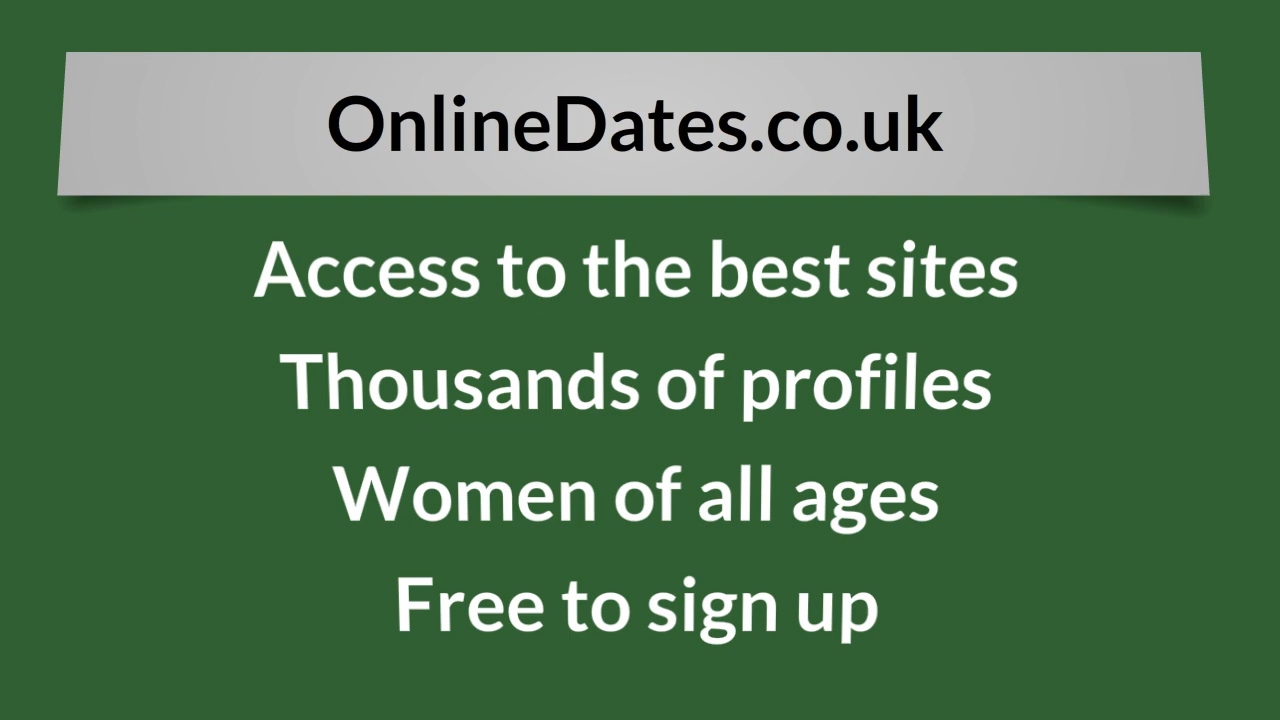 OnlineDates.co.uk
Access to the best sites
Thousands of profiles
Women of all ages
Free to sign up